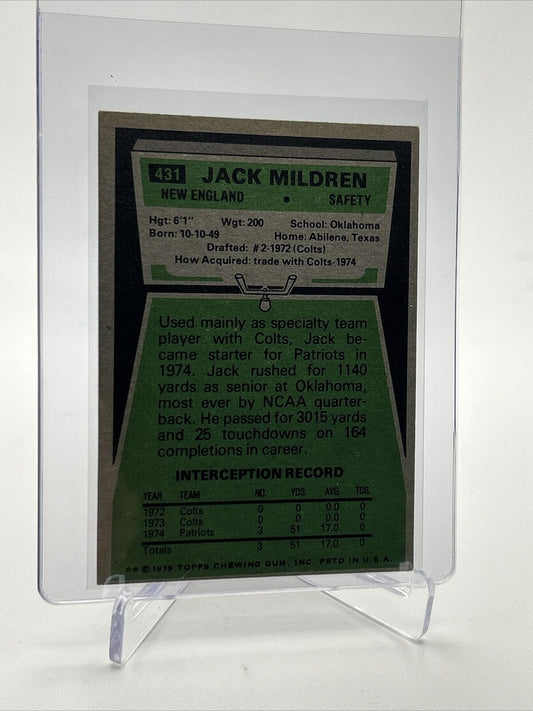 431 JACK MILDREN
NEW ENGLAND • SAFETY
Hgt: 6'1" Wgt: 200 School: Oklahoma
Born: 10-10-49 Home: Abilene, Texas
Drafted: #2-1972 (Colts)
How Acquired: trade with Colts-1974
Used mainly as specialty team
player with Colts, Jack be-
came starter for Patriots in
1974. Jack rushed for 1140
yards as senior at Oklahoma,
most ever by NCAA quarter-
back. He passed for 3015 yards
and 25 touchdowns on 164
completions in career.
INTERCEPTION RECORD
YEAR TEAM NO. YDS. AVG. TDS.
1972 Colts 0 0 0.0 0
1973 Colts 0 0 0.0 0
1974 Patriots 3 51 17.0 0
Totals 3 51 17.0 0
** © 1975 TOPPS CHEWING GUM, INC. PRTD IN U.S.A.